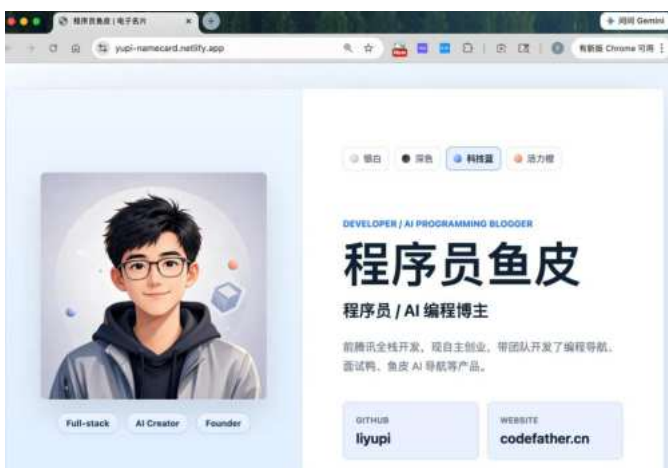 程序员鱼皮 | 电子名片
问问 Gemini
yupi-namecard.netlify.app
有新版 Chrome 可用
银白
深色
科技蓝
活力橙
DEVELOPER / AI PROGRAMMING BLOGGER
程序员鱼皮
程序员 / AI 编程博主
前腾讯全栈开发，现自主创业，带团队开发了编程导航、
面试鸭、鱼皮 AI 导航等产品。
Full-stack
AI Creator
Founder
GITHUB
liyupi
WEBSITE
codefather.cn